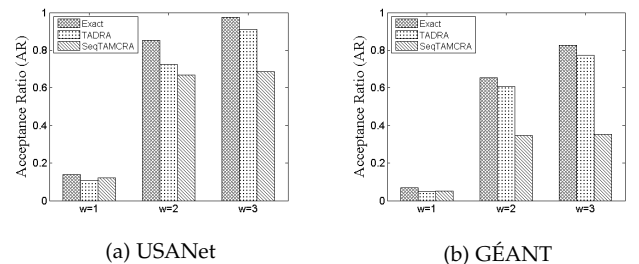 Acceptance Ratio (AR)
1
0.8
0.6
0.4
0.2
0
Exact
TADRA
SeqTAMCRA
w=1 w=2 w=3
(a) USANet
Acceptance Ratio (AR)
1
0.8
0.6
0.4
0.2
0
Exact
TADRA
SeqTAMCRA
w=1 w=2 w=3
(b) GÉANT